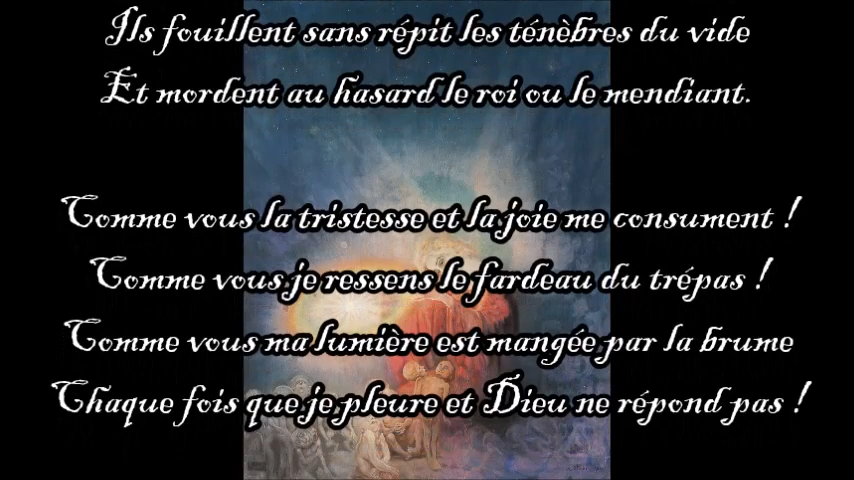 Ils fouillent sans répit les ténèbres du vide
Et mordent au hasard le roi ou le mendiant.
Comme vous la tristesse et la joie me consument !
Comme vous je ressens le fardeau du trépas !
Comme vous ma lumière est mangée par la brume
Chaque fois que je pleure et Dieu ne répond pas !